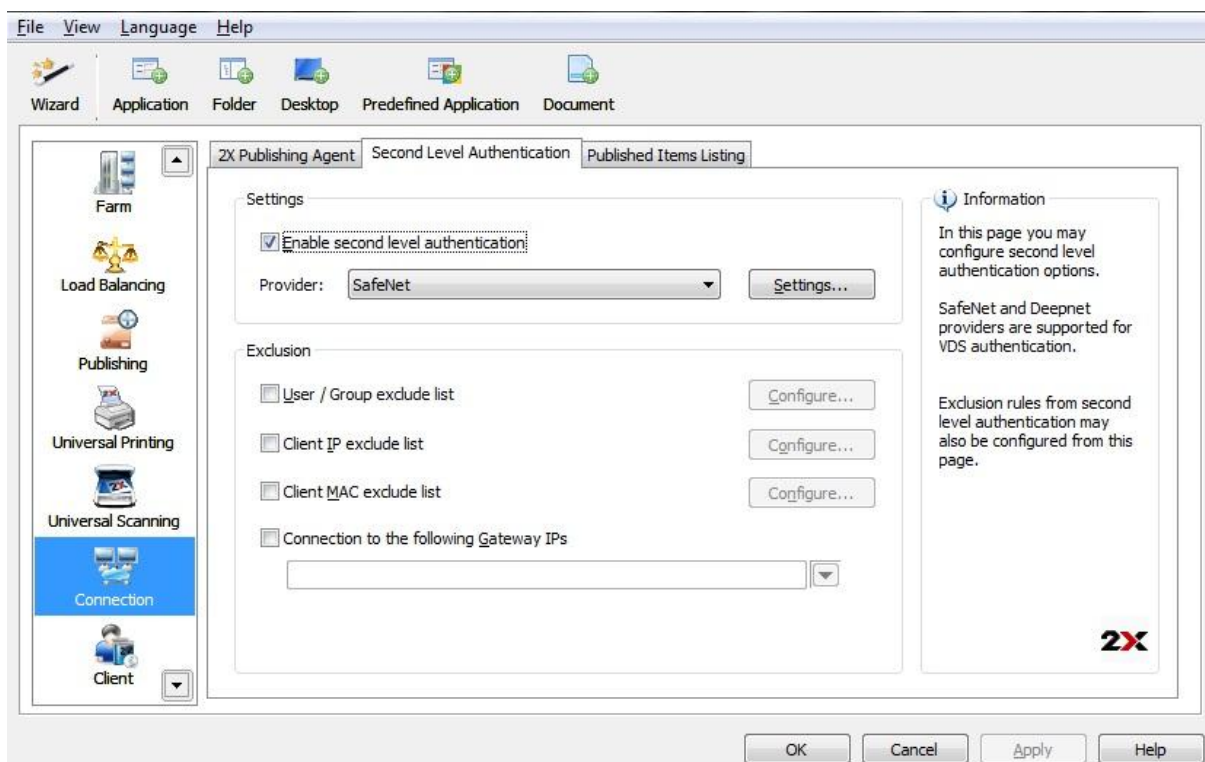 File View Language Help
Wizard Application Folder Desktop Predefined Application Document
Farm
Load Balancing
Publishing
Universal Printing
Universal Scanning
Connection
Client
2X Publishing Agent Second Level Authentication Published Items Listing
Settings
Enable second level authentication
Provider: SafeNet Settings...
Exclusion
User / Group exclude list Configure...
Client IP exclude list Configure...
Client MAC exclude list Configure...
Connection to the following Gateway IPs
Information
In this page you may
configure second level
authentication options.
SafeNet and Deepnet
providers are supported for
VDS authentication.
Exclusion rules from second
level authentication may
also be configured from this
page.
2X
OK Cancel Apply Help